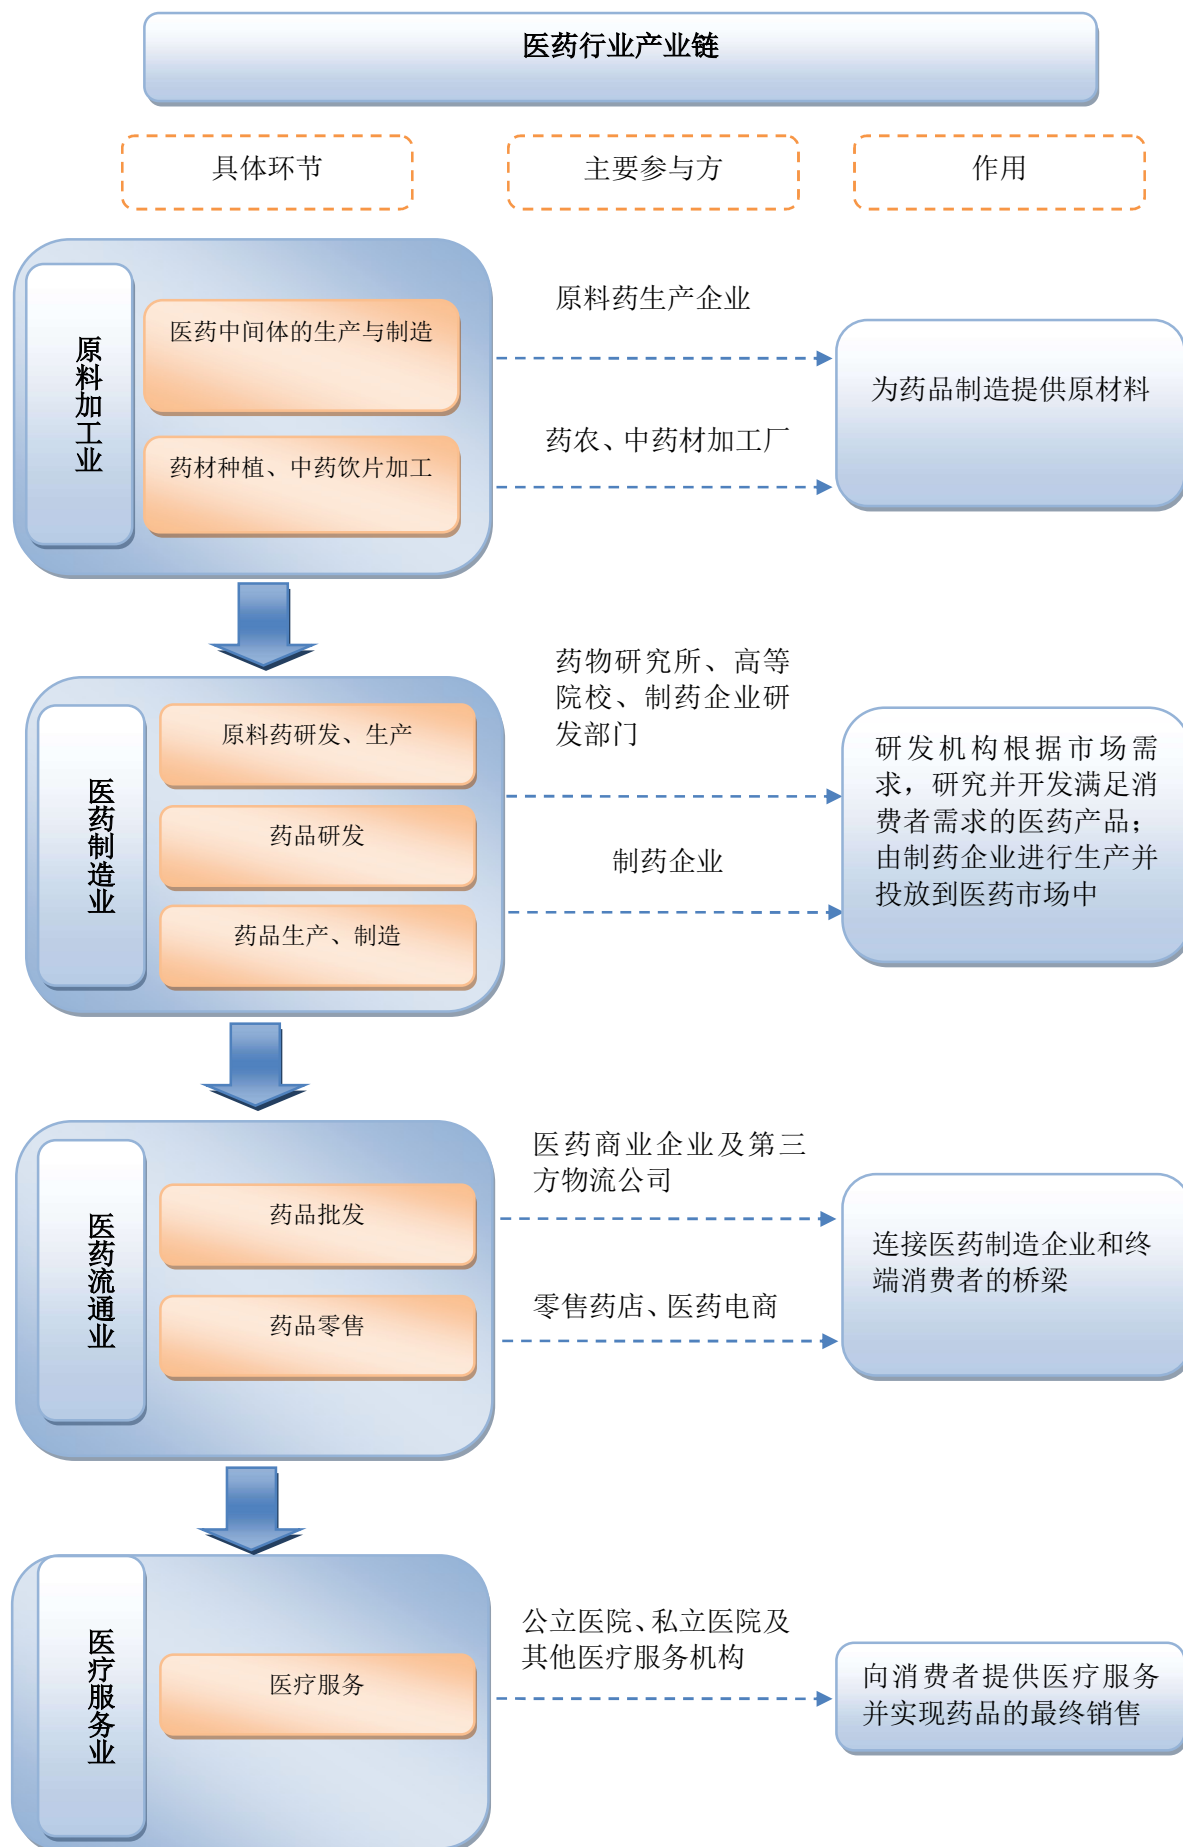 医药行业产业链
具体环节
主要参与方
作用
原料加工业
医药中间体的生产与制造
药材种植、中药饮片加工
原料药生产企业
药农、中药材加工厂
为药品制造提供原材料
医药制造业
原料药研发、生产
药品研发
药品生产、制造
药物研究所、高等
院校、制药企业研
发部门
制药企业
研发机构根据市场需
求，研究并开发满足消
费者需求的医药产品；
由制药企业进行生产并
投放到医药市场中
医药流通业
药品批发
药品零售
医药商业企业及第三
方物流公司
零售药店、医药电商
连接医药制造企业和终
端消费者的桥梁
医疗服务业
医疗服务
公立医院、私立医院及
其他医疗服务机构
向消费者提供医疗服务
并实现药品的最终销售